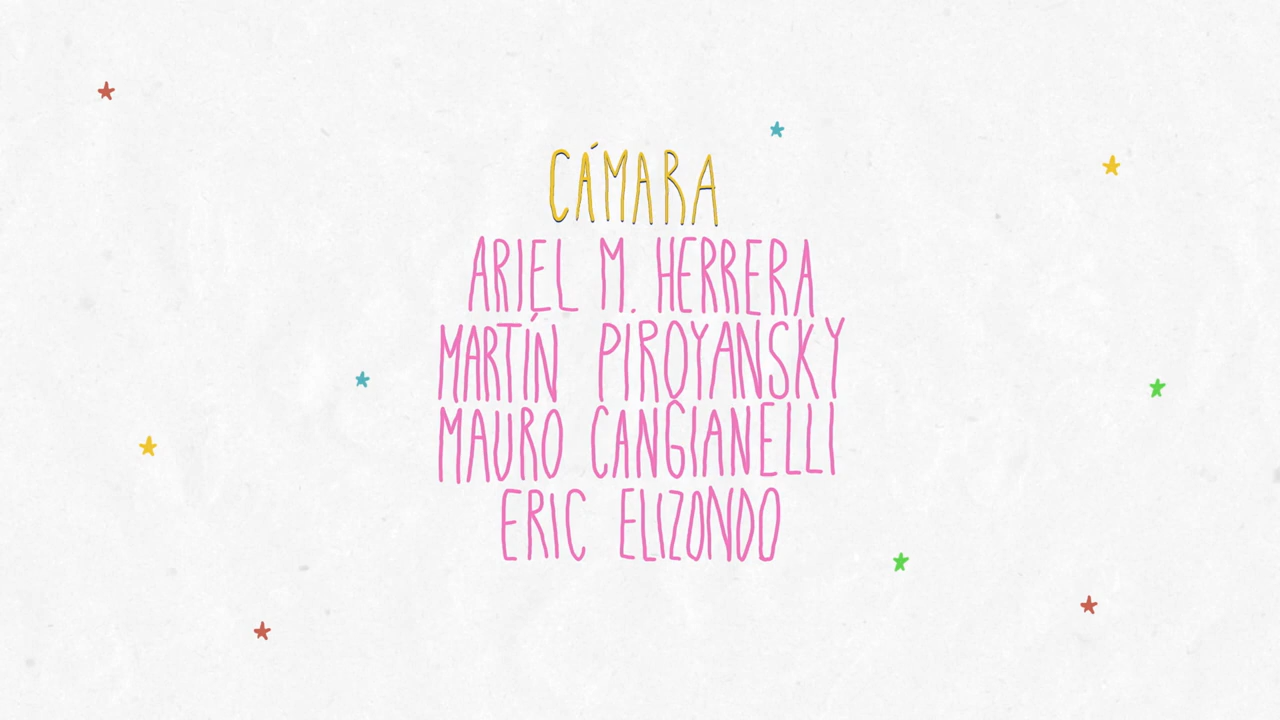 CÁMARA
ARIEL M. HERRERA
MARTÍN PIROYANSKY
MAURO CANGIANELLI
ERIC ELIZONDO